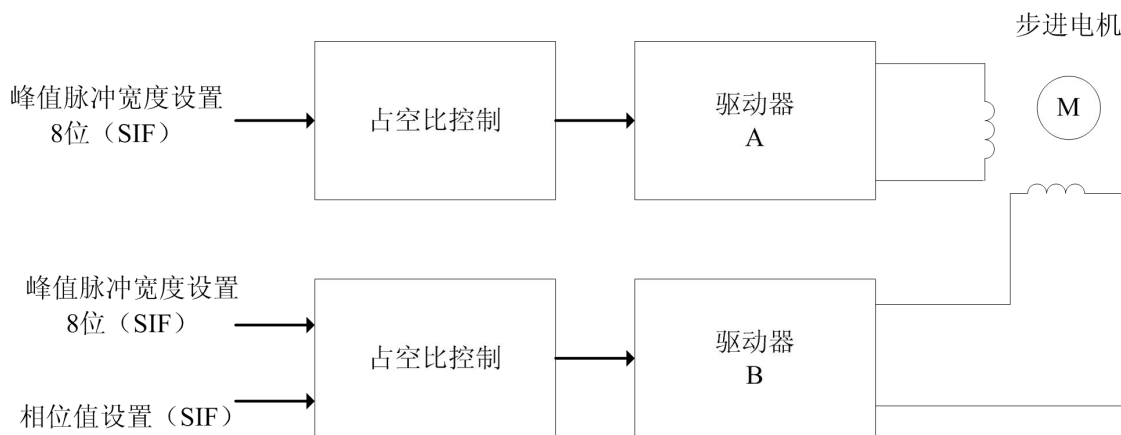 步进电机
峰值脉冲宽度设置
8位（SIF）
占空比控制
驱动器
A
M
峰值脉冲宽度设置
8位（SIF）
相位值设置（SIF）
占空比控制
驱动器
B